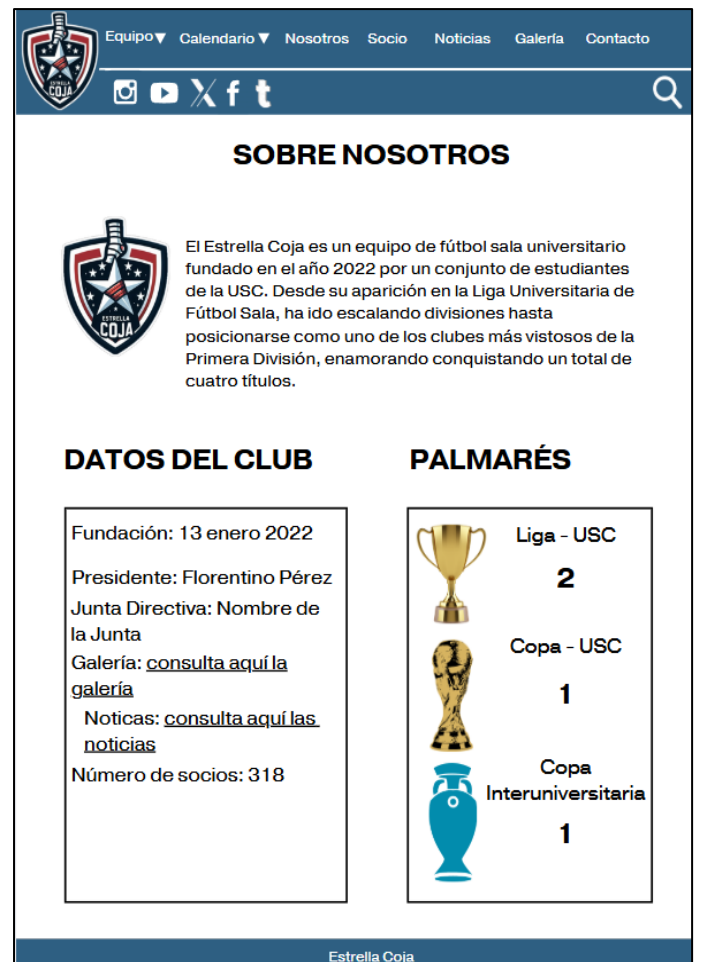 Equipo▼ Calendario ▼ Nosotros Socio Noticias Galería Contacto
ESTRELLA
COJA
SOBRE NOSOTROS
ESTRELLA
COJA
El Estrella Coja es un equipo de fútbol sala universitario
fundado en el año 2022 por un conjunto de estudiantes
de la USC. Desde su aparición en la Liga Universitaria de
Fútbol Sala, ha ido escalando divisiones hasta
posicionarse como uno de los clubes más vistosos de la
Primera División, enamorando conquistando un total de
cuatro títulos.
DATOS DEL CLUB
Fundación: 13 enero 2022
Presidente: Florentino Pérez
Junta Directiva: Nombre de
la Junta
Galería: consulta aquí la
galería
Noticas: consulta aquí las
noticias
Número de socios: 318
PALMARÉS
Liga - USC
2
Copa - USC
1
Copa
Interuniversitaria
1
Estrella Coja